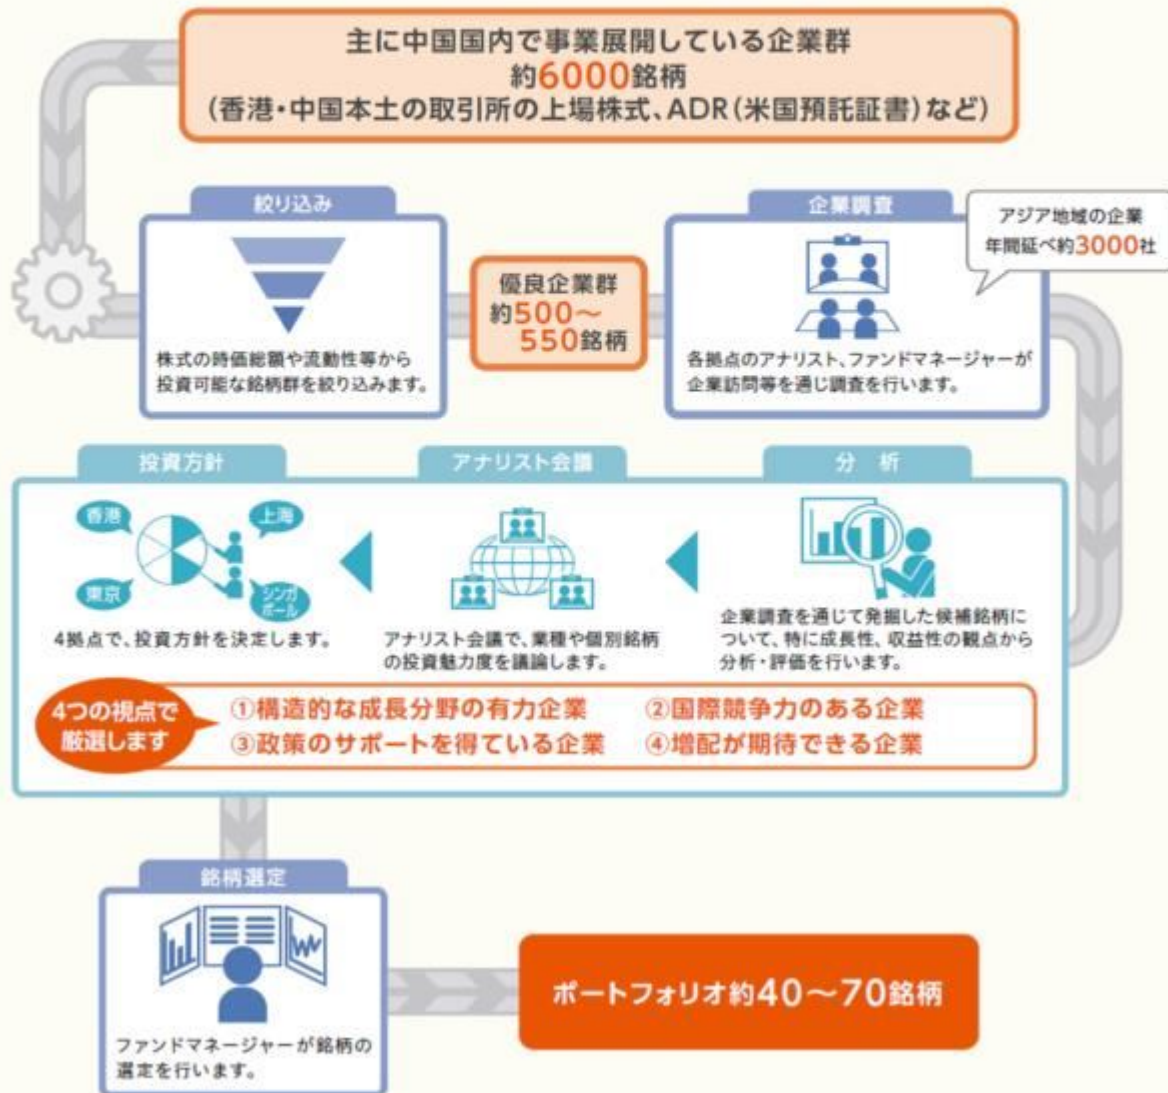 主に中国国内で事業展開している企業群
約6000銘柄
(香港・中国本土の取引所の上場株式、ADR(米国預託証書)など)
絞り込み
株式の時価総額や流動性等から
投資可能な銘柄群を絞り込みます。
優良企業群
約500〜
550銘柄
企業調査
アジア地域の企業
年間延べ約3000社
各拠点のアナリスト、ファンドマネージャーが
企業訪問等を通じ調査を行います。
分 析
企業調査を通じて発掘した候補銘柄に
ついて、特に成長性、収益性の観点から
分析・評価を行います。
アナリスト会議
アナリスト会議で、業種や個別銘柄
の投資魅力度を議論します。
投資方針
香港
上海
東京
シンガ
ポール
4拠点で、投資方針を決定します。
4つの視点で
厳選します
①構造的な成長分野の有力企業 ②国際競争力のある企業
③政策のサポートを得ている企業 ④増配が期待できる企業
銘柄選定
ファンドマネージャーが銘柄の
選定を行います。
ポートフォリオ約40〜70銘柄